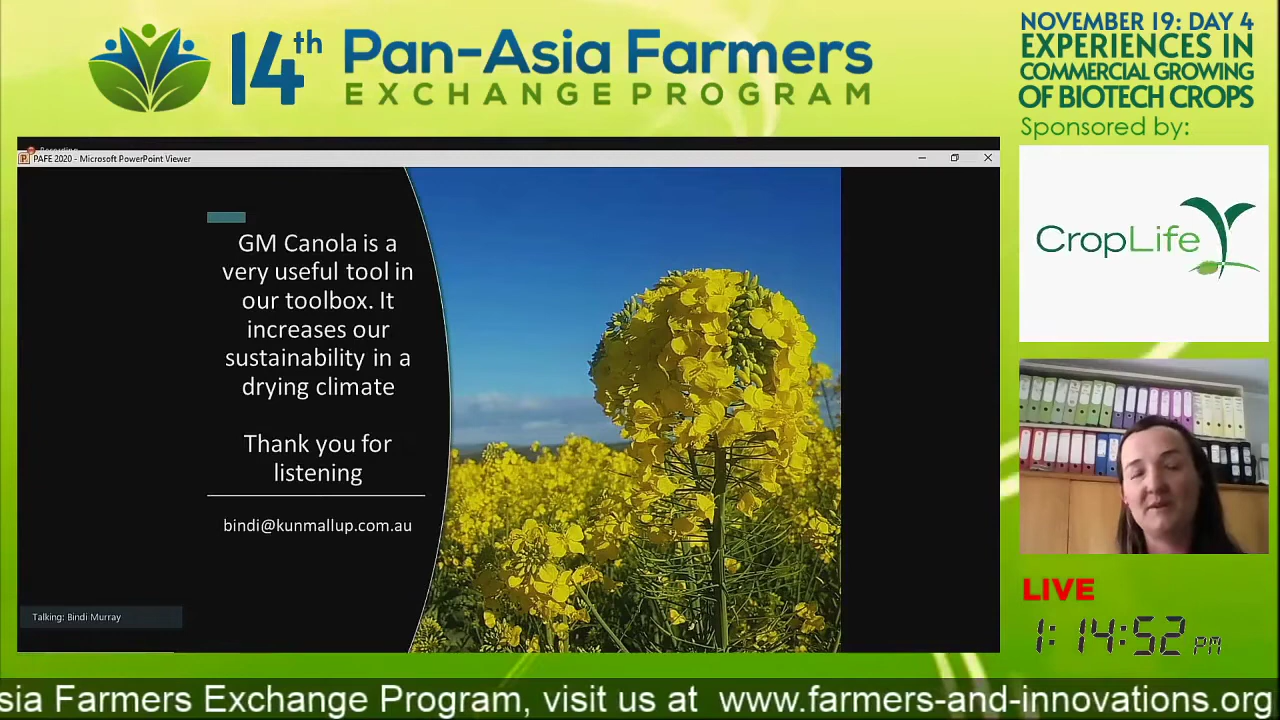 14th Pan-Asia Farmers
EXCHANGE PROGRAM
NOVEMBER 19: DAY 4
EXPERIENCES IN
COMMERCIAL GROWING
OF BIOTECH CROPS
Sponsored by:
CropLife
Recording
PAFE 2020 - Microsoft PowerPoint Viewer
GM Canola is a
very useful tool in
our toolbox. It
increases our
sustainability in a
drying climate
Thank you for
listening
bindi@kunmallup.com.au
Talking: Bindi Murray
LIVE
1:14:52 PM
sia Farmers Exchange Program, visit us at www.farmers-and-innovations.org